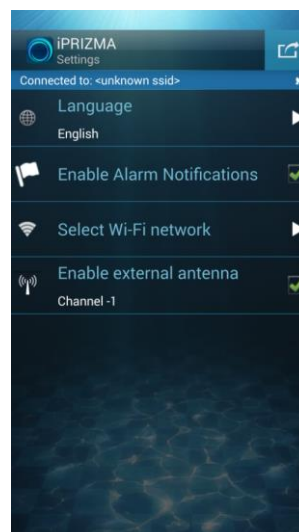 iPRIZMA
Settings
Connected to: <unknown ssid>
Language
English
Enable Alarm Notifications
Select Wi-Fi network
Enable external antenna
Channel -1